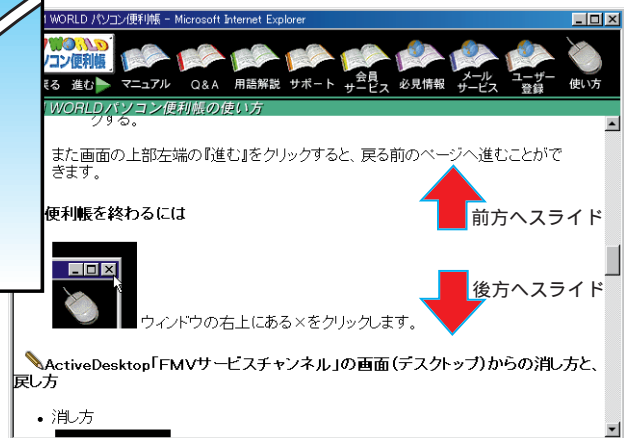 WORLD パソコン便利帳 - Microsoft Internet Explorer
WORLD
コン便利帳
る 進む マニュアル Q&A 用語解説 サポート 会員サービス 必見情報 メールサービス ユーザー登録 使い方
WORLD パソコン便利帳の使い方
クする。
また画面の上部左端の『進む』をクリックすると、戻る前のページへ進むことがで
きます。
前方へスライド
便利帳を終わるには
後方へスライド
ウィンドウの右上にある×をクリックします。
ActiveDesktop「FMVサービスチャンネル」の画面(デスクトップ)からの消し方と、
戻し方
• 消し方